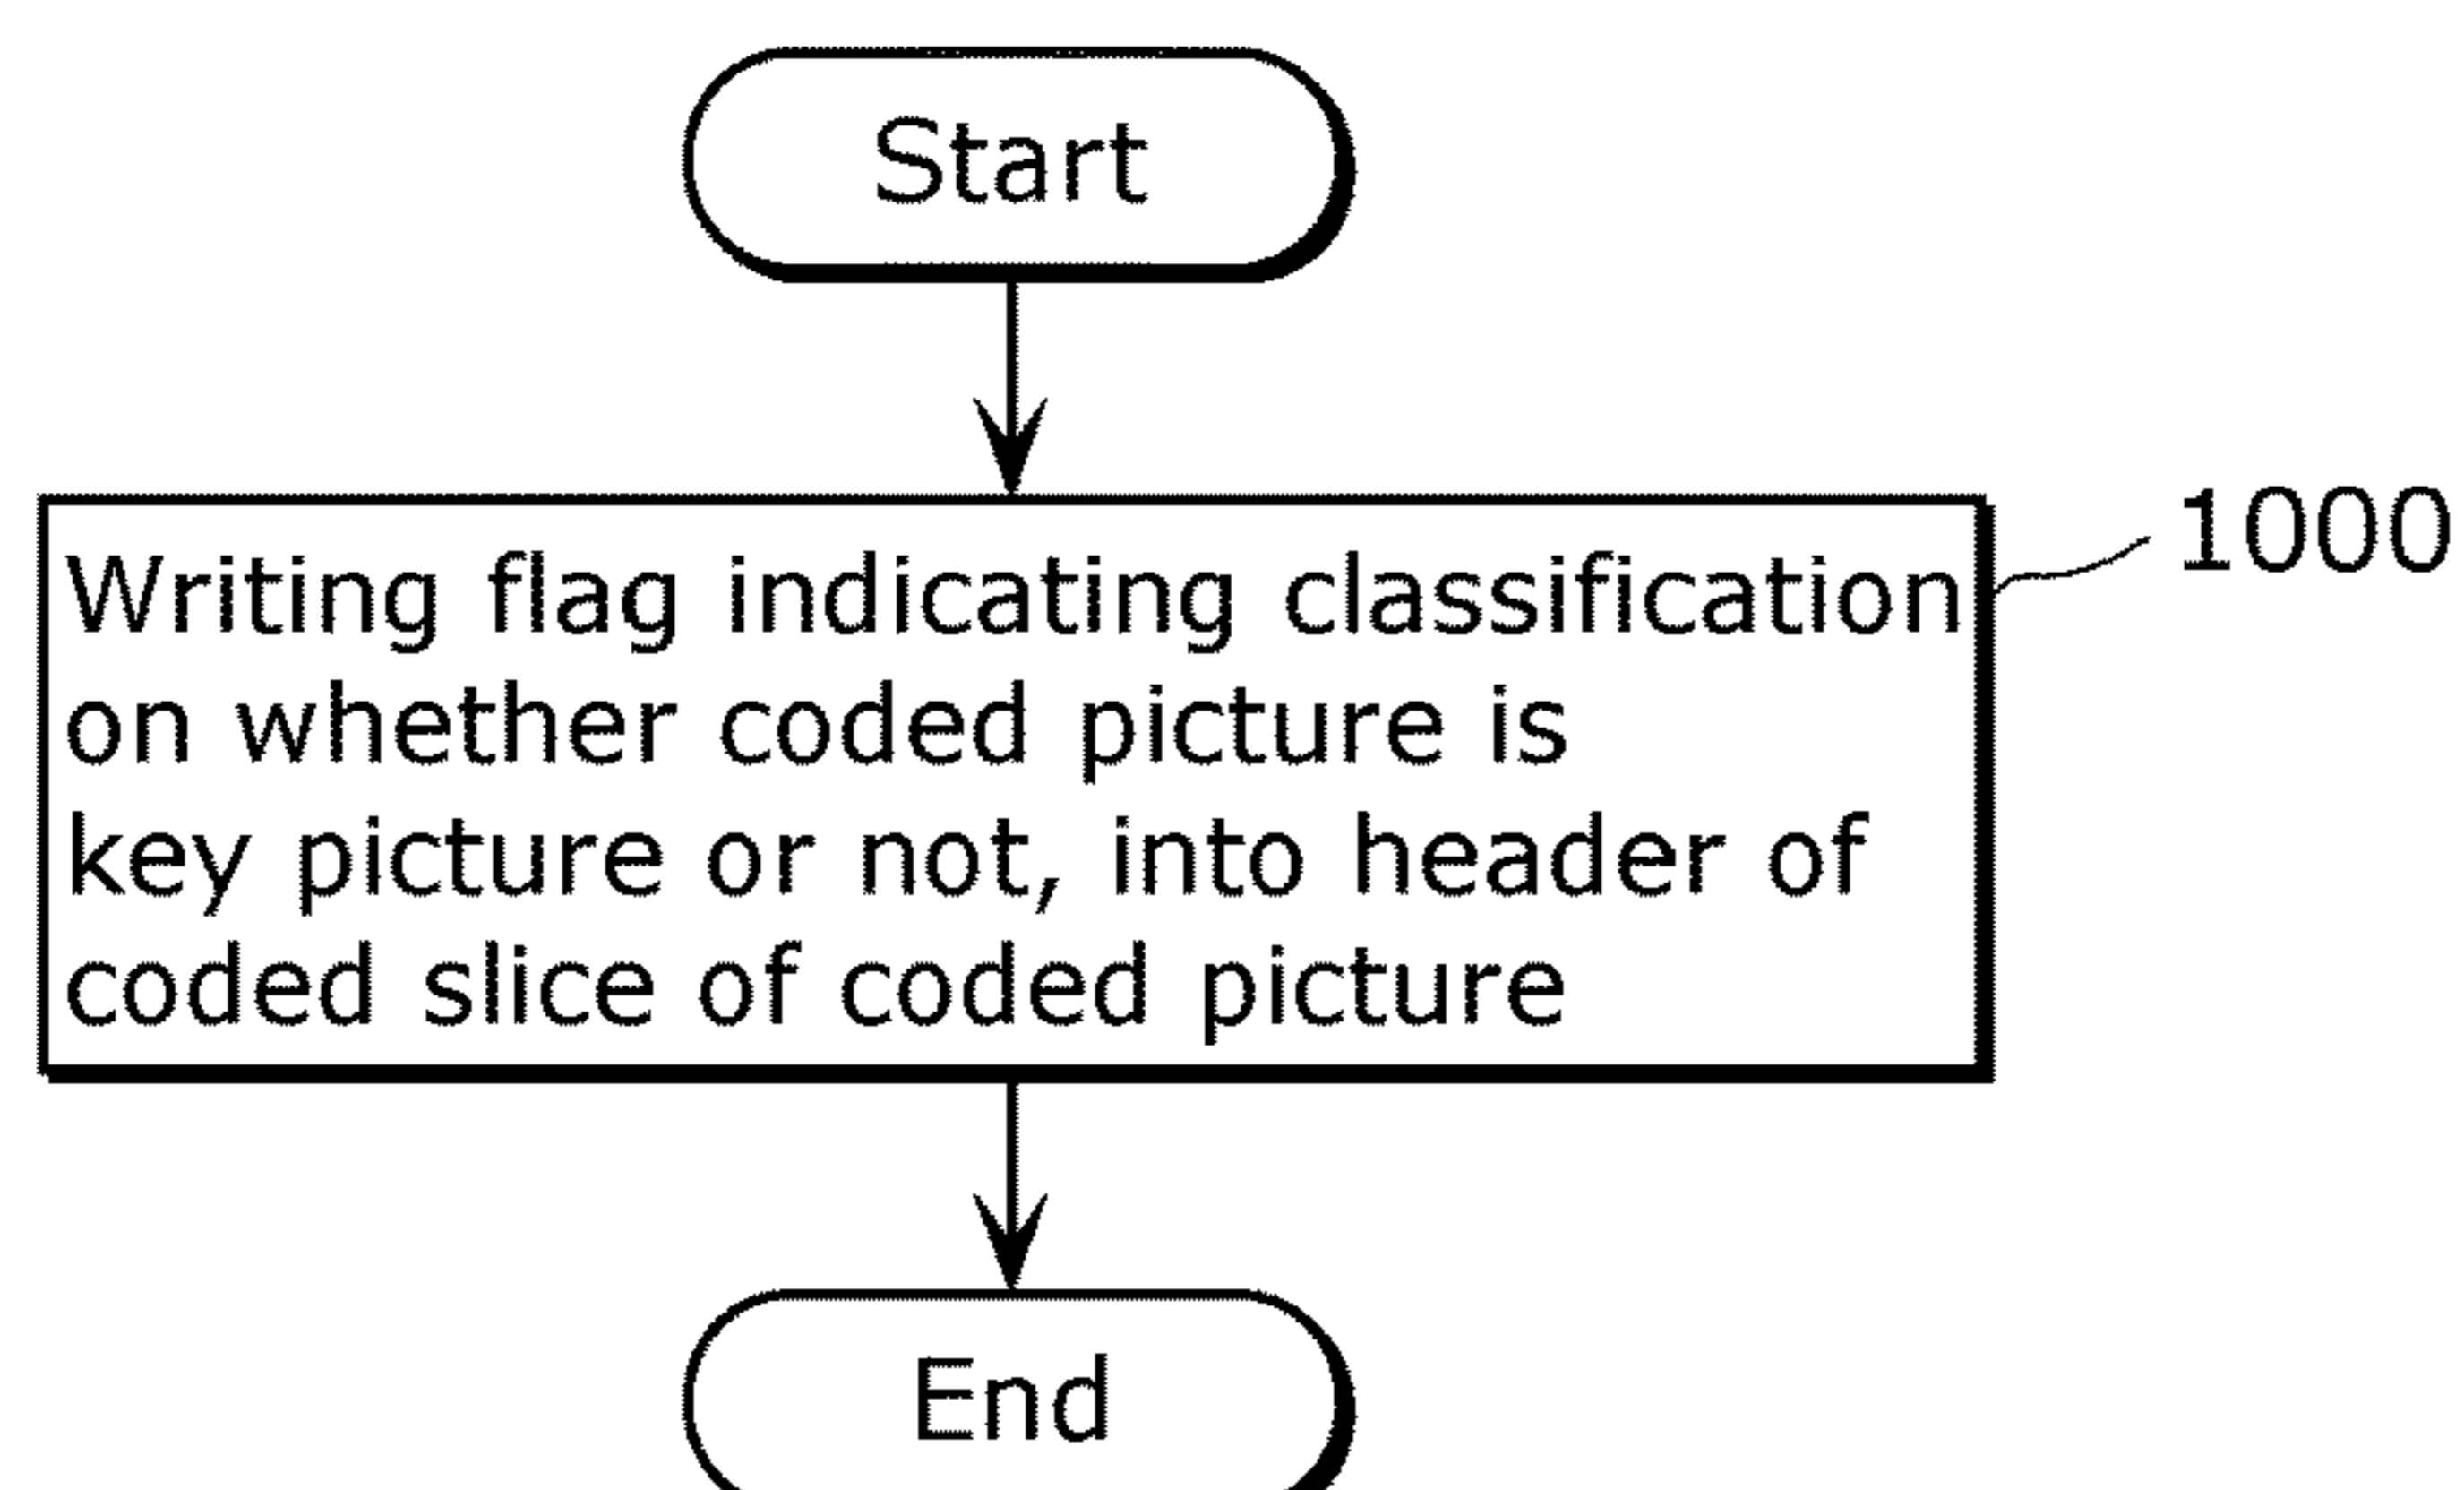 Start
1000
Writing flag indicating classification
on whether coded picture is
key picture or not, into header of
coded slice of coded picture
End